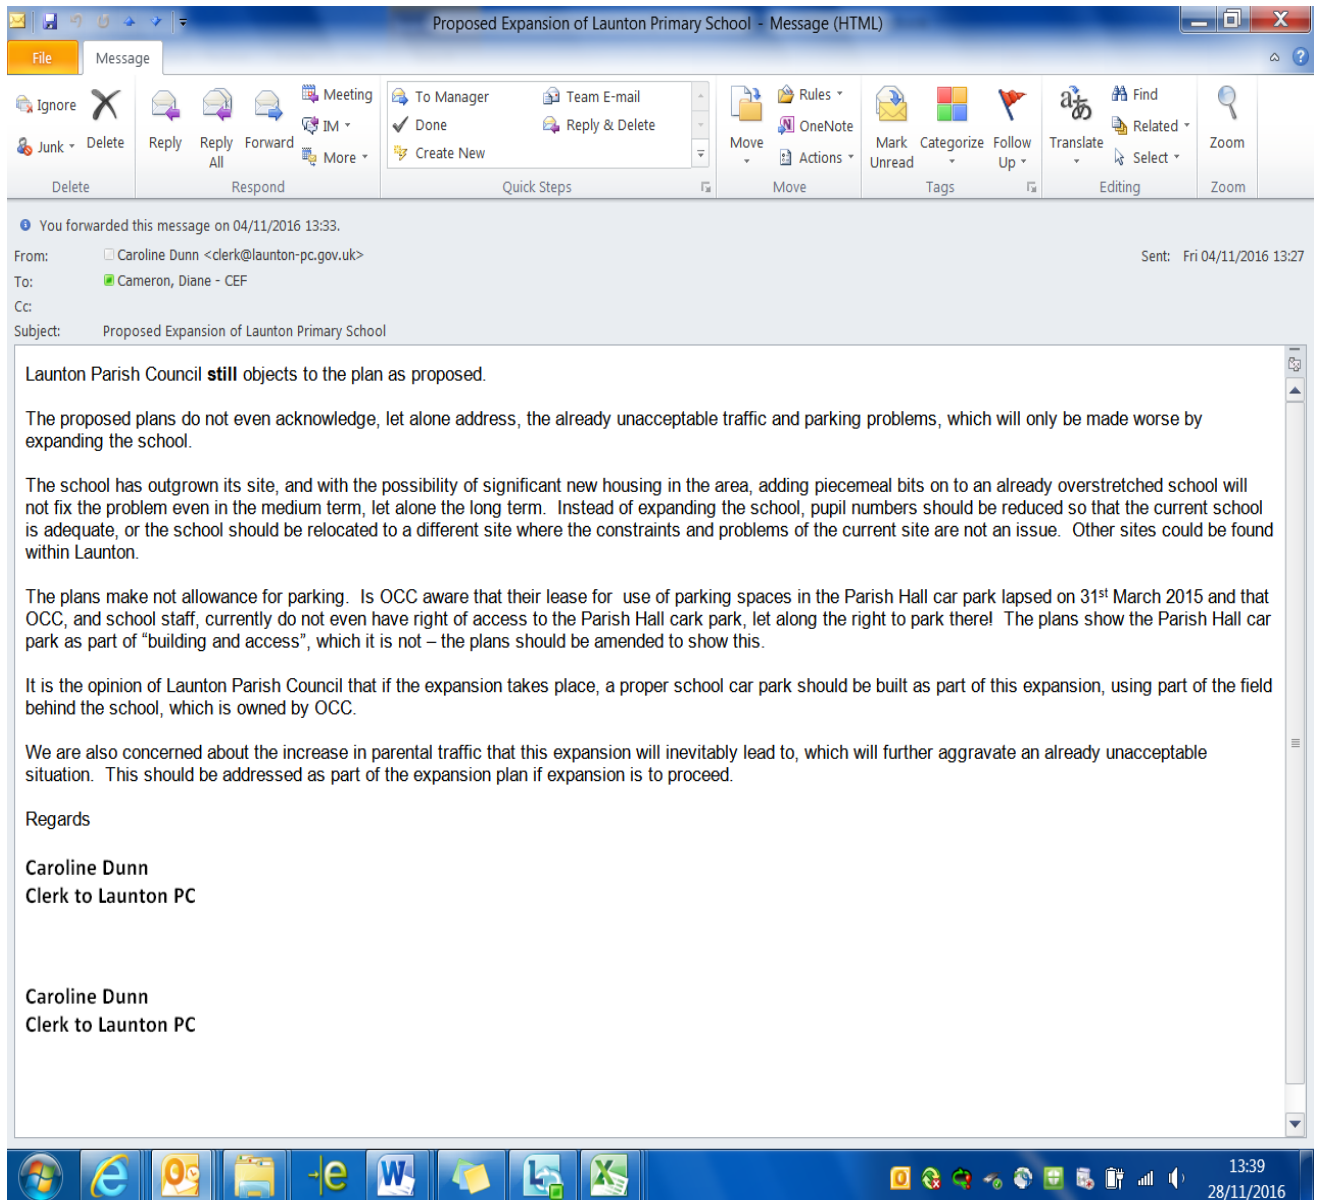 Proposed Expansion of Launton Primary School - Message (HTML)
File Message
Ignore
Junk
Delete
Reply
Reply All
Forward
Meeting
IM
More
To Manager
Team E-mail
Done
Reply & Delete
Create New
Move
Rules
OneNote
Actions
Mark Unread
Categorize
Follow Up
Translate
Find
Related
Select
Zoom
Delete Respond Quick Steps Move Tags Editing Zoom
You forwarded this message on 04/11/2016 13:33.
From: Caroline Dunn <clerk@launton-pc.gov.uk> Sent: Fri 04/11/2016 13:27
To: Cameron, Diane - CEF
Cc:
Subject: Proposed Expansion of Launton Primary School
Launton Parish Council still objects to the plan as proposed.
The proposed plans do not even acknowledge, let alone address, the already unacceptable traffic and parking problems, which will only be made worse by
expanding the school.
The school has outgrown its site, and with the possibility of significant new housing in the area, adding piecemeal bits on to an already overstretched school will
not fix the problem even in the medium term, let alone the long term. Instead of expanding the school, pupil numbers should be reduced so that the current school
is adequate, or the school should be relocated to a different site where the constraints and problems of the current site are not an issue. Other sites could be found
within Launton.
The plans make not allowance for parking. Is OCC aware that their lease for use of parking spaces in the Parish Hall car park lapsed on 31st March 2015 and that
OCC, and school staff, currently do not even have right of access to the Parish Hall cark park, let along the right to park there! The plans show the Parish Hall car
park as part of “building and access”, which it is not – the plans should be amended to show this.
It is the opinion of Launton Parish Council that if the expansion takes place, a proper school car park should be built as part of this expansion, using part of the field
behind the school, which is owned by OCC.
We are also concerned about the increase in parental traffic that this expansion will inevitably lead to, which will further aggravate an already unacceptable
situation. This should be addressed as part of the expansion plan if expansion is to proceed.
Regards
Caroline Dunn
Clerk to Launton PC
Caroline Dunn
Clerk to Launton PC
13:39
28/11/2016